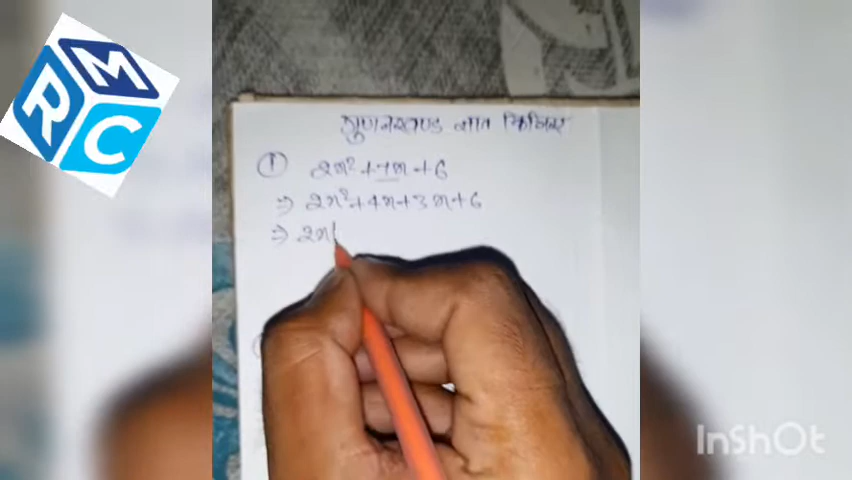 RMC
गुणनखण्ड ज्ञात कीजिए
① 2x² + 7x + 6
⇒ 2x² + 4x + 3x + 6
⇒ 2x(
InShOt